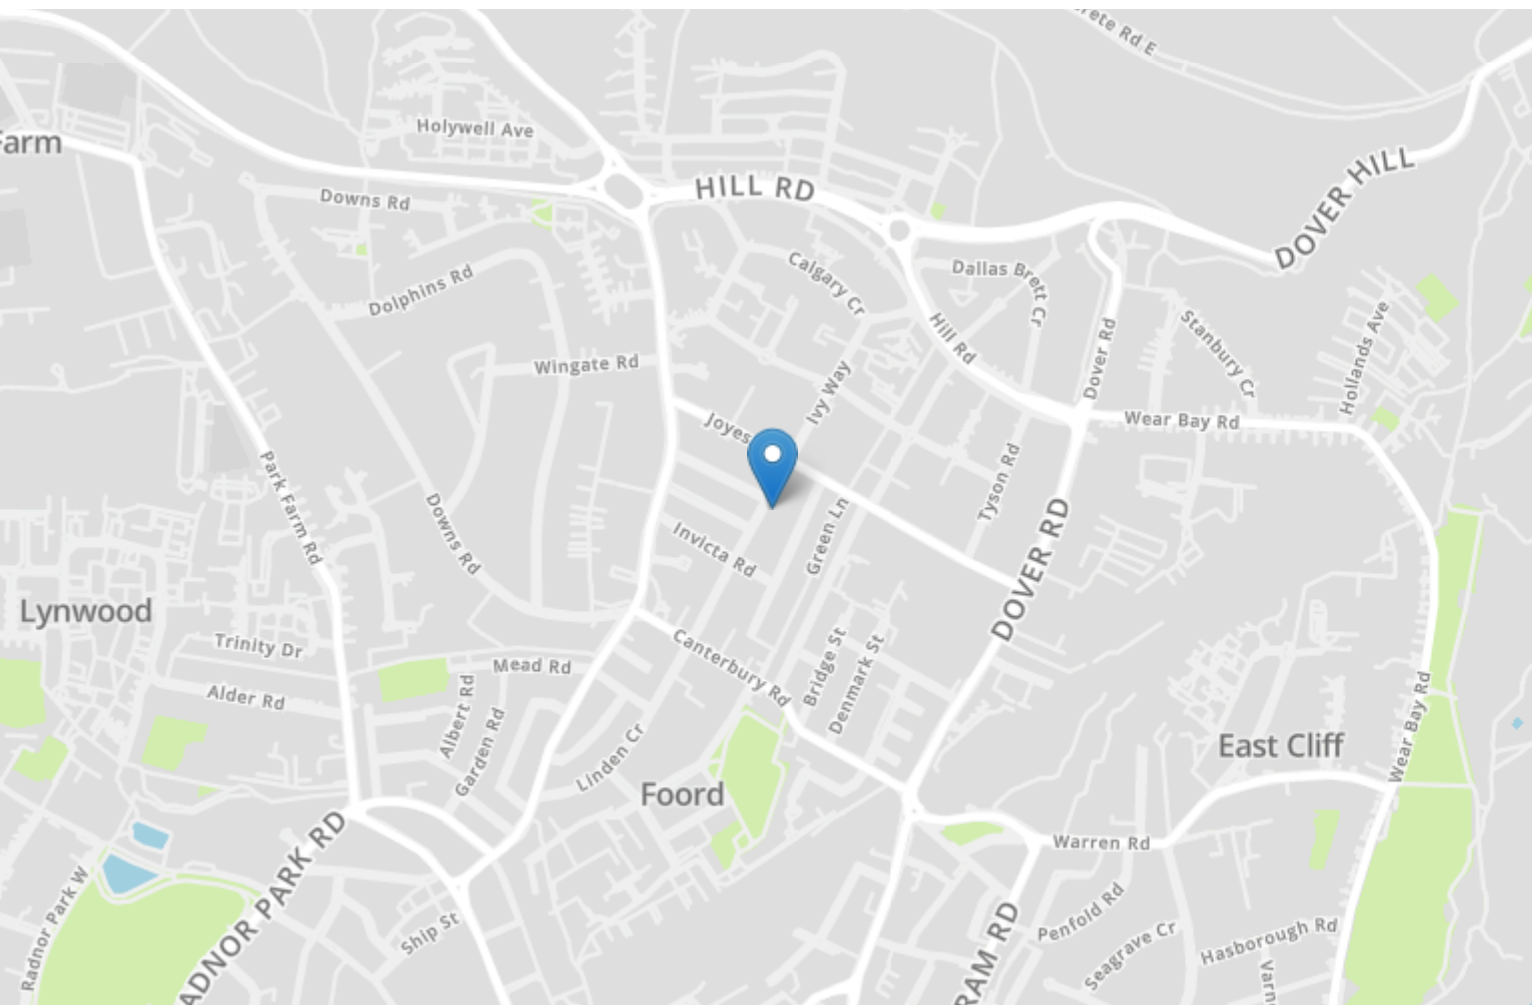 rete Rd E
Holywell Ave
Farm
DOVER HILL
HILL RD
Downs Rd
Calgary Cr
Dallas Brett Cr
Dolphins Rd
Hill Rd
Dover Rd
Stanbury Cr
Hollands Ave
Wingate Rd
Ivy Way
Joyes
Wear Bay Rd
Park Farm Rd
Tyson Rd
Downs Rd
Invicta Rd
Green Ln
DOVER RD
Lynwood
Trinity Dr
Canterbury Rd
Bridge St
Denmark St
Mead Rd
Alder Rd
Albert Rd
Garden Rd
Linden Cr
Wear Bay Rd
East Cliff
Foord
Warren Rd
ADNOR PARK RD
Radnor Park W
Ship St
RAM RD
Penfold Rd
Seagrave Cr
Hasborough Rd
Varn